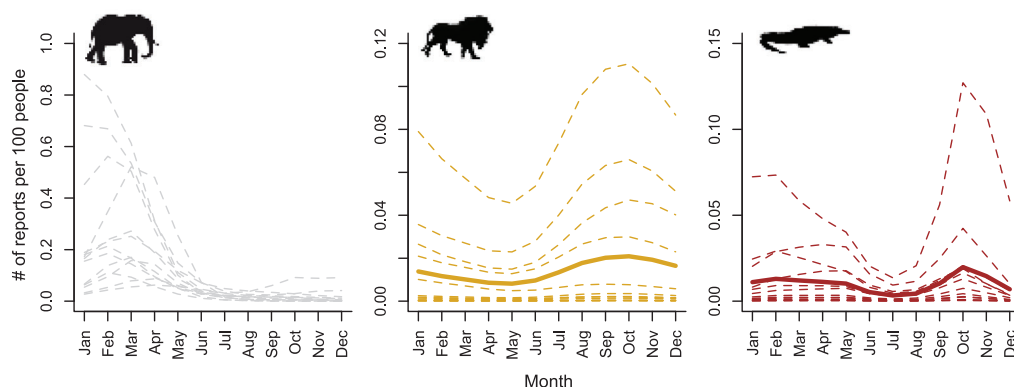 # of reports per 100 people
0.0 0.2 0.4 0.6 0.8 1.0
Jan Feb Mar Apr May Jun Jul Aug Sep Oct Nov Dec
0.00 0.04 0.08 0.12
Jan Feb Mar Apr May Jun Jul Aug Sep Oct Nov Dec
0.00 0.05 0.10 0.15
Jan Feb Mar Apr May Jun Jul Aug Sep Oct Nov Dec
Month